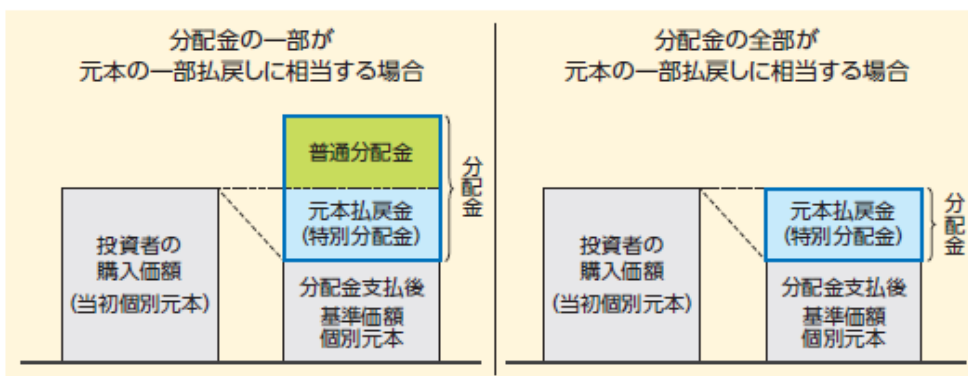 分配金の一部が
元本の一部払戻しに相当する場合
普通分配金
元本払戻金
(特別分配金)
分配金
投資者の
購入価額
(当初個別元本)
分配金支払後
基準価額
個別元本
分配金の全部が
元本の一部払戻しに相当する場合
元本払戻金
(特別分配金)
分配金
投資者の
購入価額
(当初個別元本)
分配金支払後
基準価額
個別元本